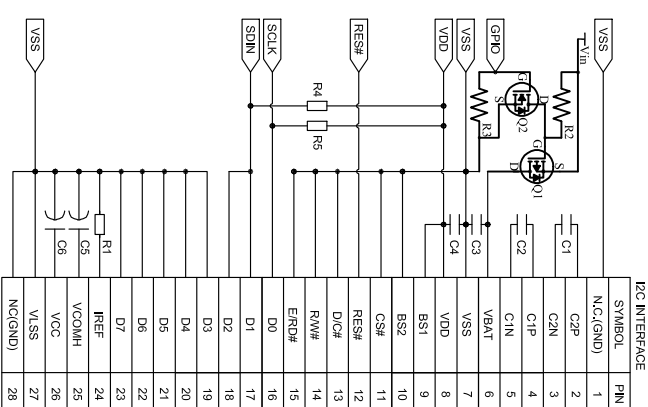 I2C INTERFACE
SYMBOL PIN
N.C.(GND) 1
C2P 2
C2N 3
C1P 4
C1N 5
VBAT 6
VSS 7
VDD 8
BS1 9
BS2 10
CS# 11
RES# 12
D/C# 13
R/W# 14
E/RD# 15
D0 16
D1 17
D2 18
D3 19
D4 20
D5 21
D6 22
D7 23
IREF 24
VCOMH 25
VCC 26
VLSS 27
NC(GND) 28
VSS
Vin
GPIO
VSS
VDD
RES#
SCLK
SDIN
VSS
R2
Q1
G
S
D
Q2
G
D
S
R3
C1
C2
C3
C4
R4
R5
R1
C5
C6